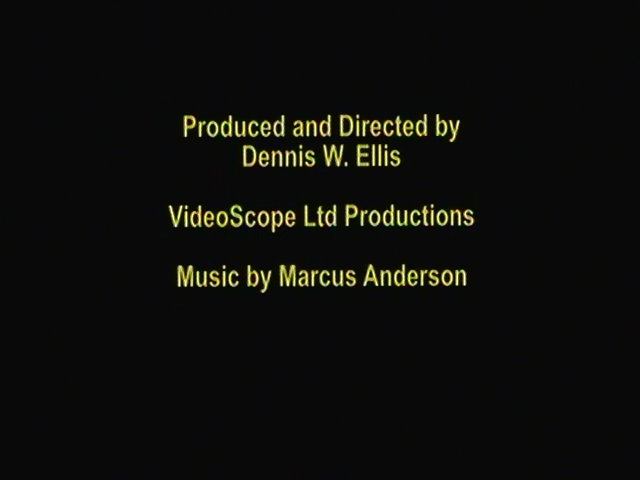 Produced and Directed by
Dennis W. Ellis
VideoScope Ltd Productions
Music by Marcus Anderson